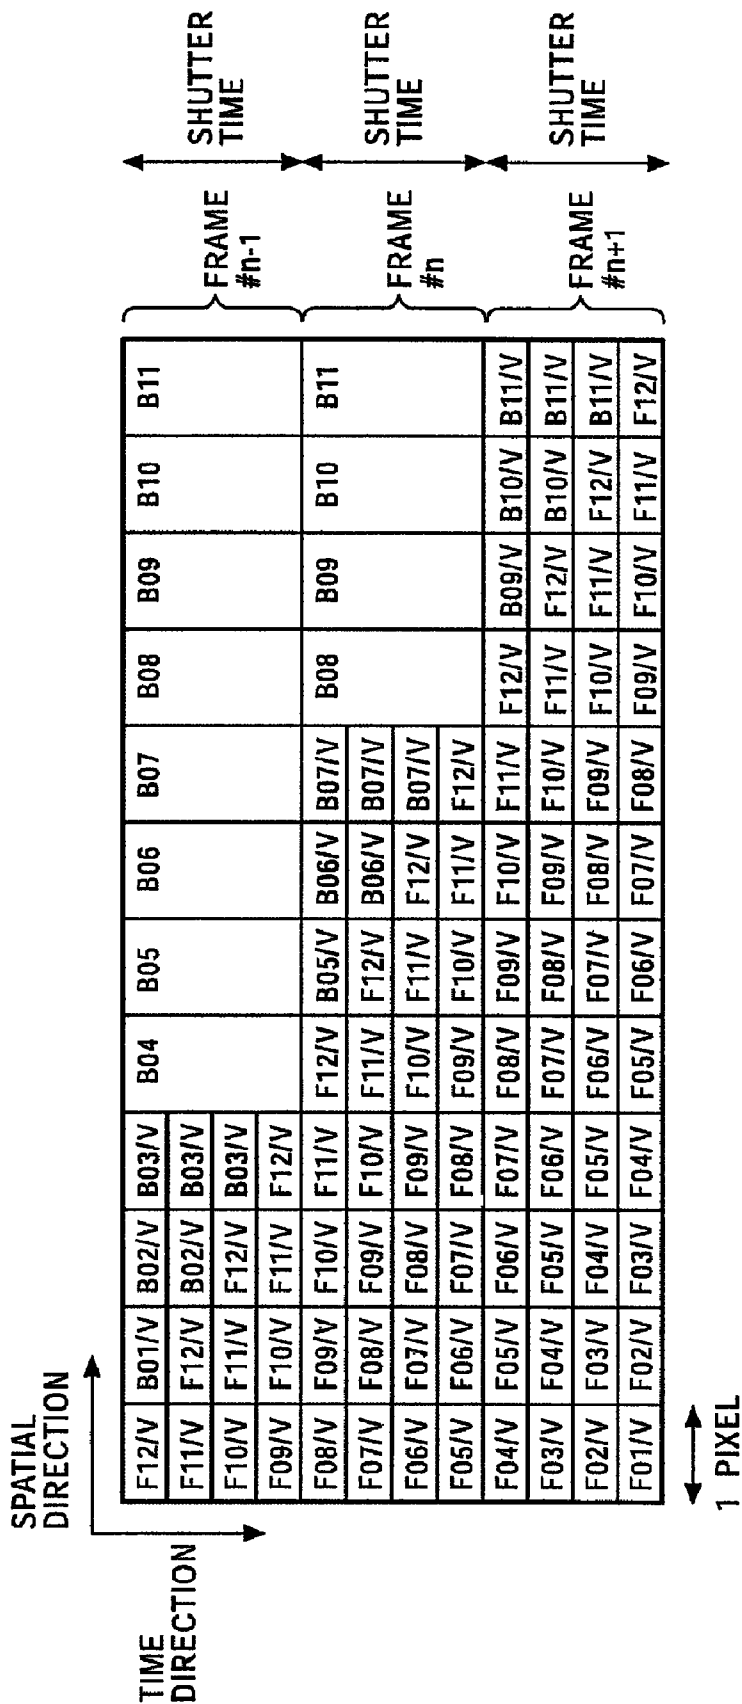 SPATIAL
DIRECTION
TIME
DIRECTION
F12/V B01/V B02/V B03/V B04 B05 B06 B07 B08 B09 B10 B11
F11/V F12/V B02/V B03/V
F10/V F11/V F12/V B03/V
F09/V F10/V F11/V F12/V
FRAME
#n-1
SHUTTER
TIME
F08/V F09/V F10/V F11/V F12/V B05/V B06/V B07/V B08 B09 B10 B11
F07/V F08/V F09/V F10/V F11/V F12/V B06/V B07/V
F06/V F07/V F08/V F09/V F10/V F11/V F12/V B07/V
F05/V F06/V F07/V F08/V F09/V F10/V F11/V F12/V
FRAME
#n
SHUTTER
TIME
F04/V F05/V F06/V F07/V F08/V F09/V F10/V F11/V F12/V B09/V B10/V B11/V
F03/V F04/V F05/V F06/V F07/V F08/V F09/V F10/V F11/V F12/V B10/V B11/V
F02/V F03/V F04/V F05/V F06/V F07/V F08/V F09/V F10/V F11/V F12/V B11/V
F01/V F02/V F03/V F04/V F05/V F06/V F07/V F08/V F09/V F10/V F11/V F12/V
FRAME
#n+1
SHUTTER
TIME
1 PIXEL